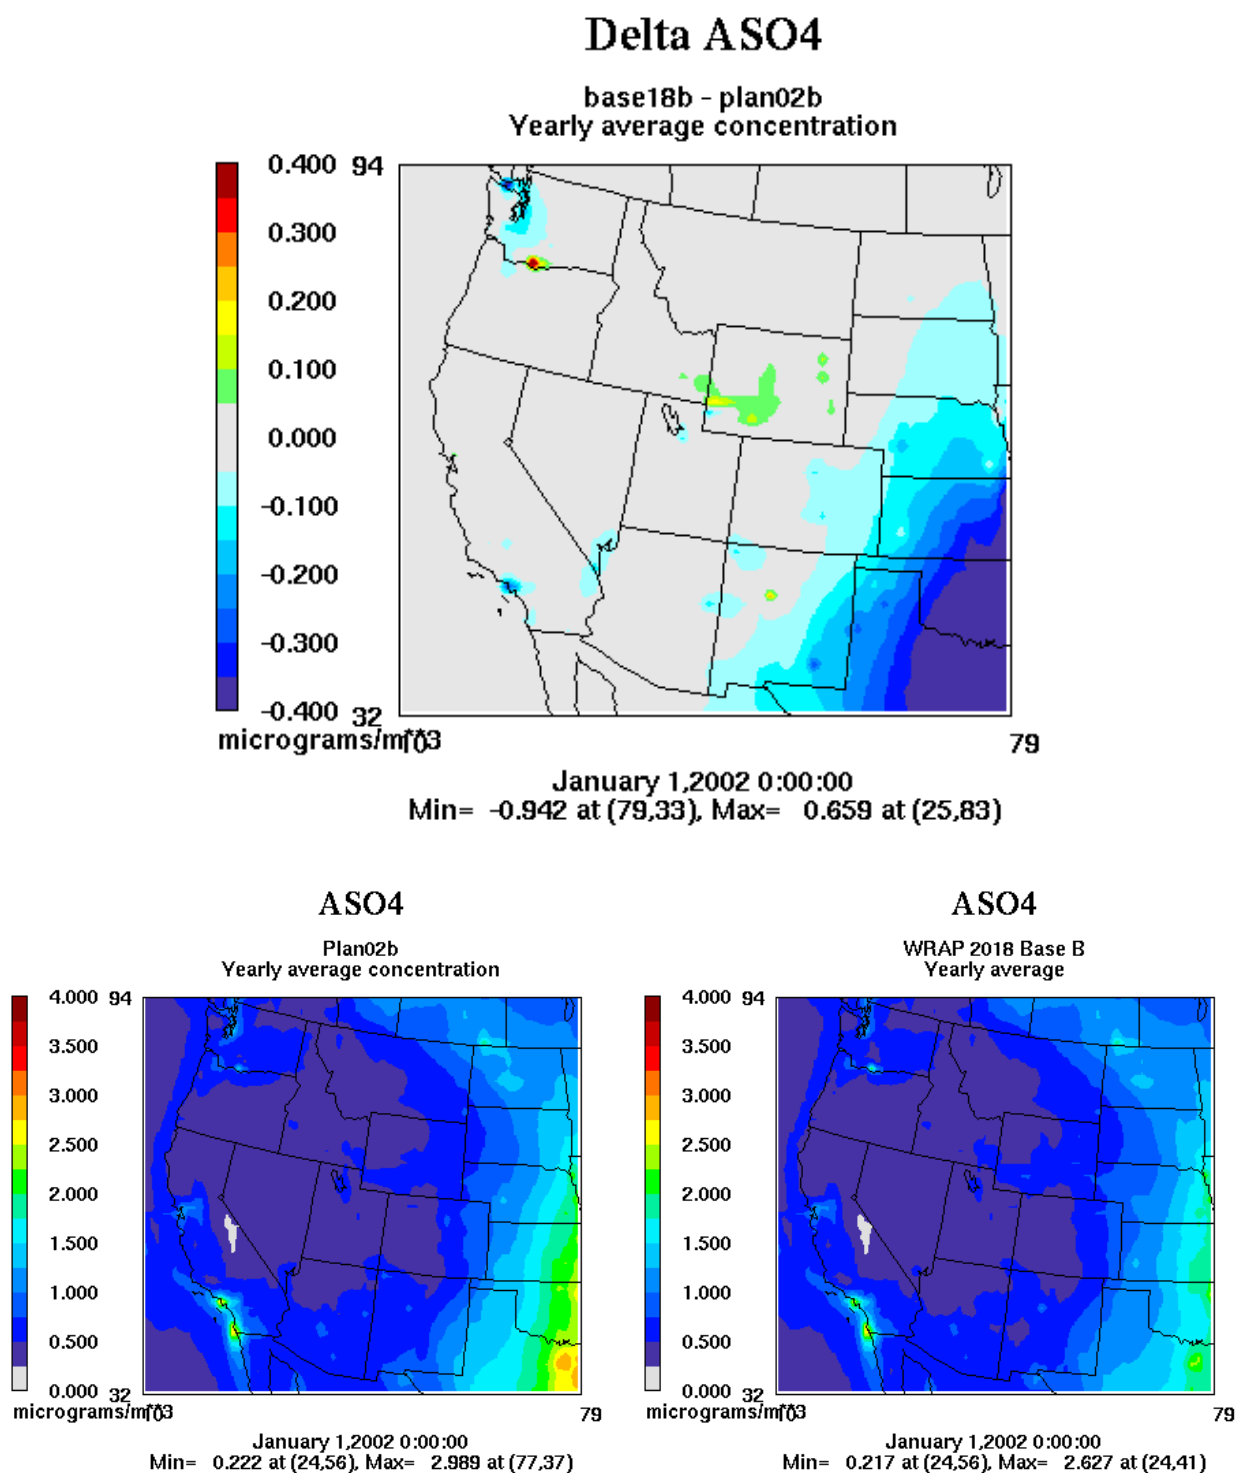 Delta ASO4
base18b - plan02b
Yearly average concentration
0.400
0.300
0.200
0.100
0.000
-0.100
-0.200
-0.300
-0.400
94
32
micrograms/m**3
79
January 1,2002 0:00:00
Min= -0.942 at (79,33), Max= 0.659 at (25,83)
ASO4
Plan02b
Yearly average concentration
4.000
3.500
3.000
2.500
2.000
1.500
1.000
0.500
0.000
94
32
micrograms/m**3
79
January 1,2002 0:00:00
Min= 0.222 at (24,56), Max= 2.989 at (77,37)
ASO4
WRAP 2018 Base B
Yearly average
4.000
3.500
3.000
2.500
2.000
1.500
1.000
0.500
0.000
94
32
micrograms/m**3
79
January 1,2002 0:00:00
Min= 0.217 at (24,56), Max= 2.627 at (24,41)